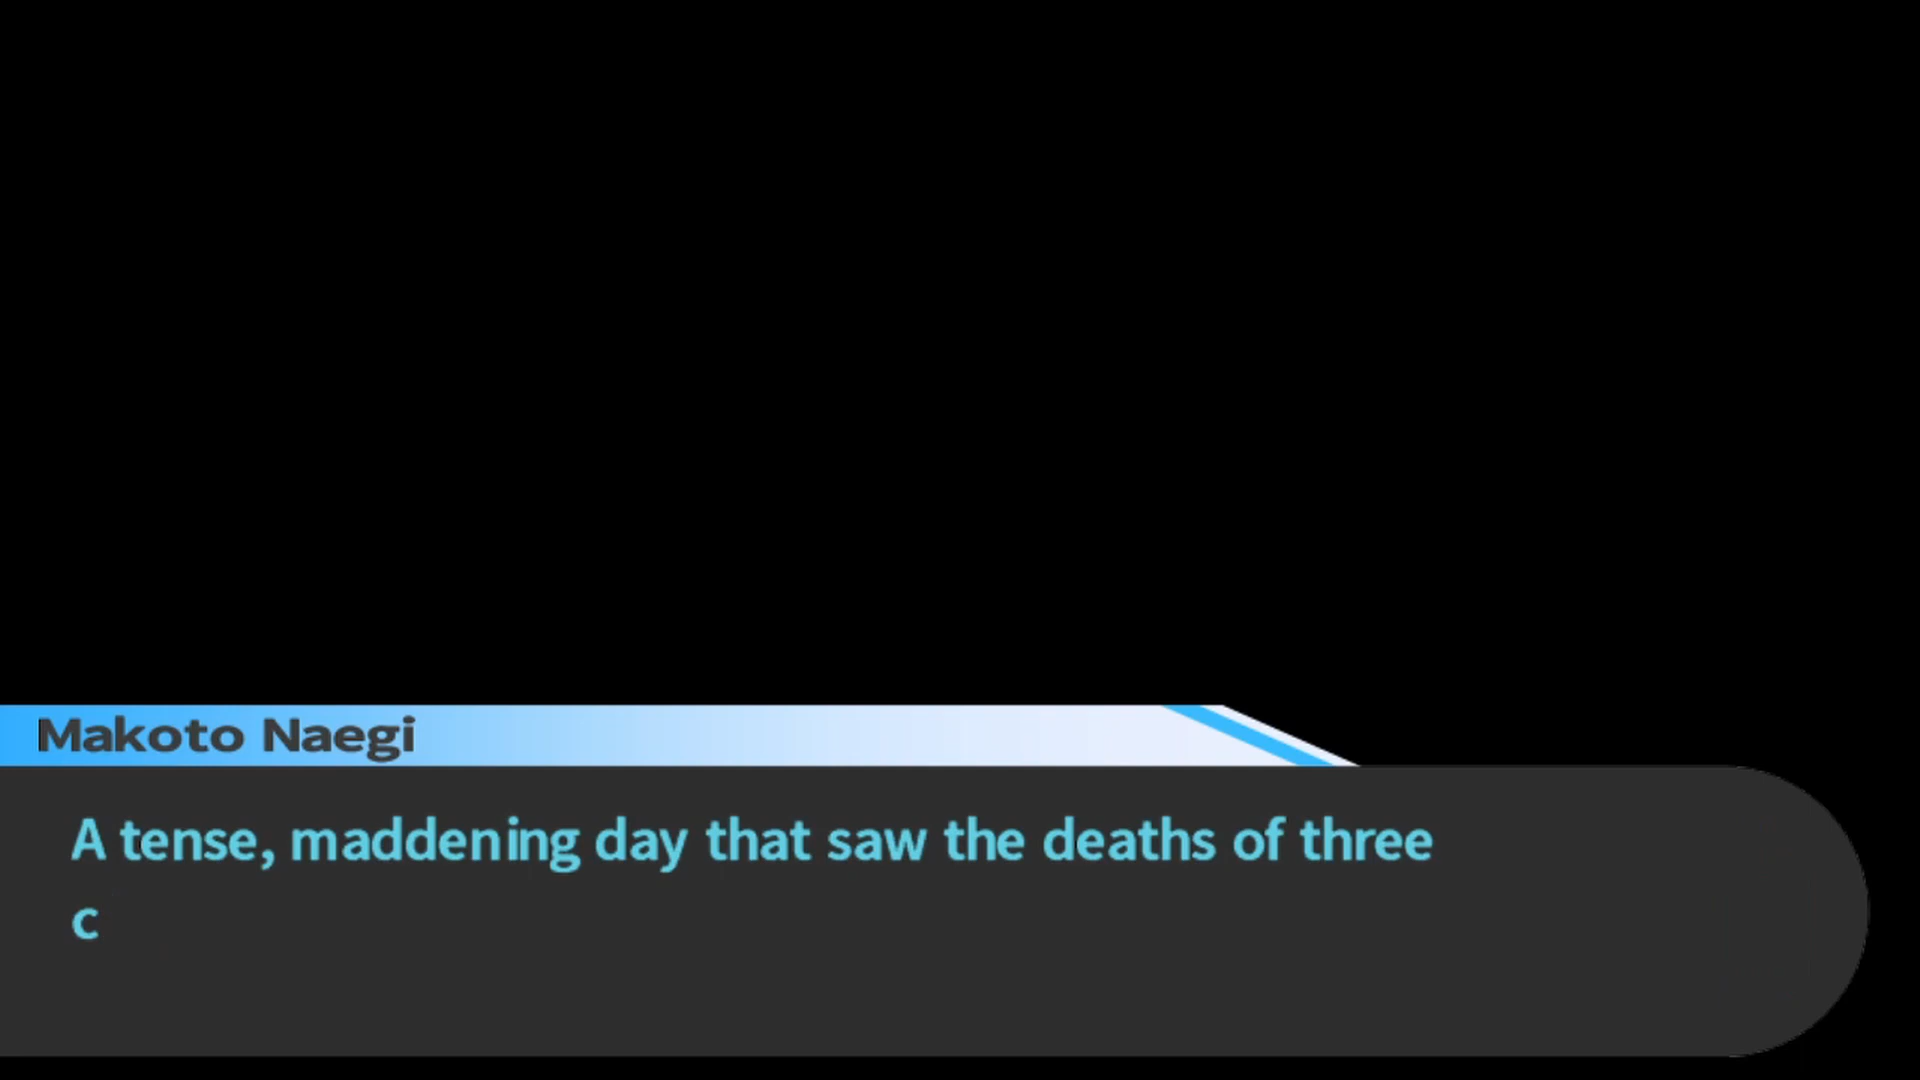 Makoto Naegi
A tense, maddening day that saw the deaths of three
c